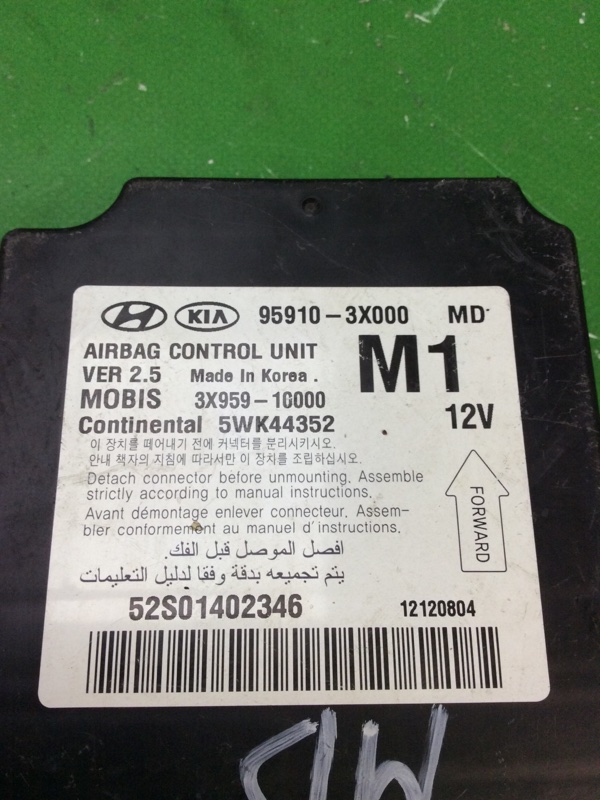 KIA 95910-3X000 MD
AIRBAG CONTROL UNIT M1
VER 2.5 Made In Korea .
MOBIS 3X959-10000
Continental 5WK44352 12V
이 장치를 떼어내기 전에 커넥터를 분리시키시오.
안내 책자의 지침에 따라서만 이 장치를 조립하십시오.
Detach connector before unmounting. Assemble
strictly according to manual instructions.
Avant démontage enlever connecteur. Assem-
bler conformement au manuel d'instructions.
افصل الموصل قبل الفك.
يتم تجميعه بدقة وفقا لدليل التعليمات
FORWARD
52S01402346 12120804
MD